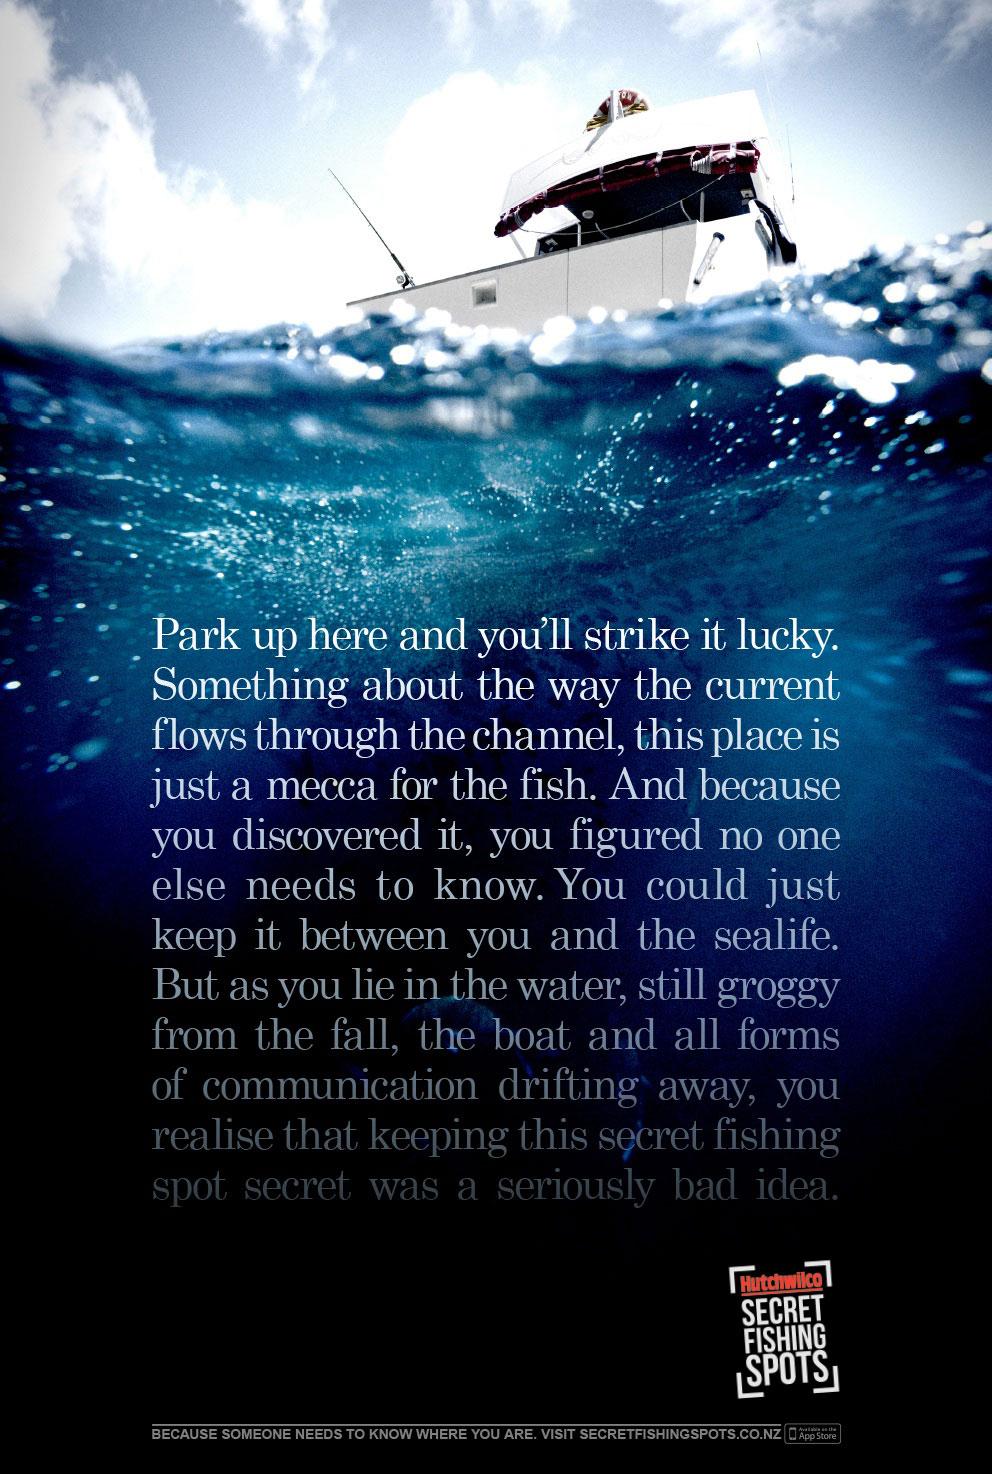 Park up here and you’ll strike it lucky.
Something about the way the current
flows through the channel, this place is
just a mecca for the fish. And because
you discovered it, you figured no one
else needs to know. You could just
keep it between you and the sealife.
But as you lie in the water, still groggy
from the fall, the boat and all forms
of communication drifting away, you
realise that keeping this secret fishing
spot secret was a seriously bad idea.
Hutchwilco
SECRET
FISHING
SPOTS
BECAUSE SOMEONE NEEDS TO KNOW WHERE YOU ARE. VISIT SECRETFISHINGSPOTS.CO.NZ
Available on the
App Store